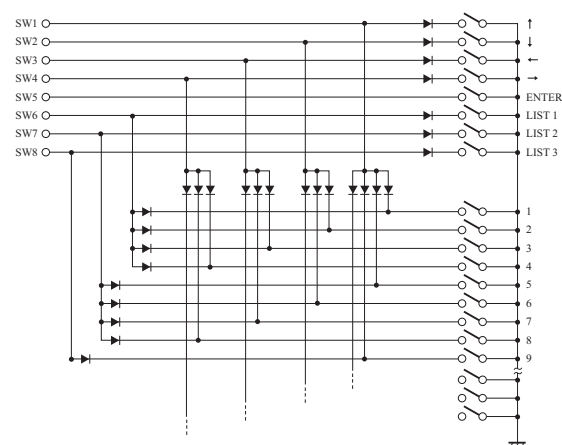 SW1 ↑
SW2 ↓
SW3 ←
SW4 →
SW5 ENTER
SW6 LIST 1
SW7 LIST 2
SW8 LIST 3
1
2
3
4
5
6
7
8
9